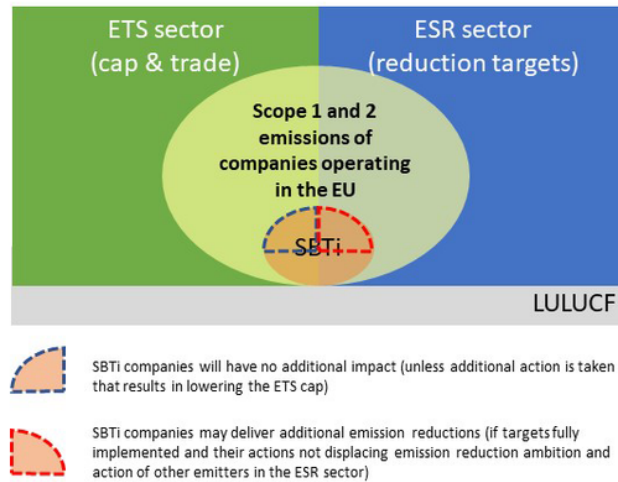 ETS sector
(cap & trade)
ESR sector
(reduction targets)
Scope 1 and 2
emissions of
companies operating
in the EU
SBTi
LULUCF
SBTi companies will have no additional impact (unless additional action is taken
that results in lowering the ETS cap)
SBTi companies may deliver additional emission reductions (if targets fully
implemented and their actions not displacing emission reduction ambition and
action of other emitters in the ESR sector)